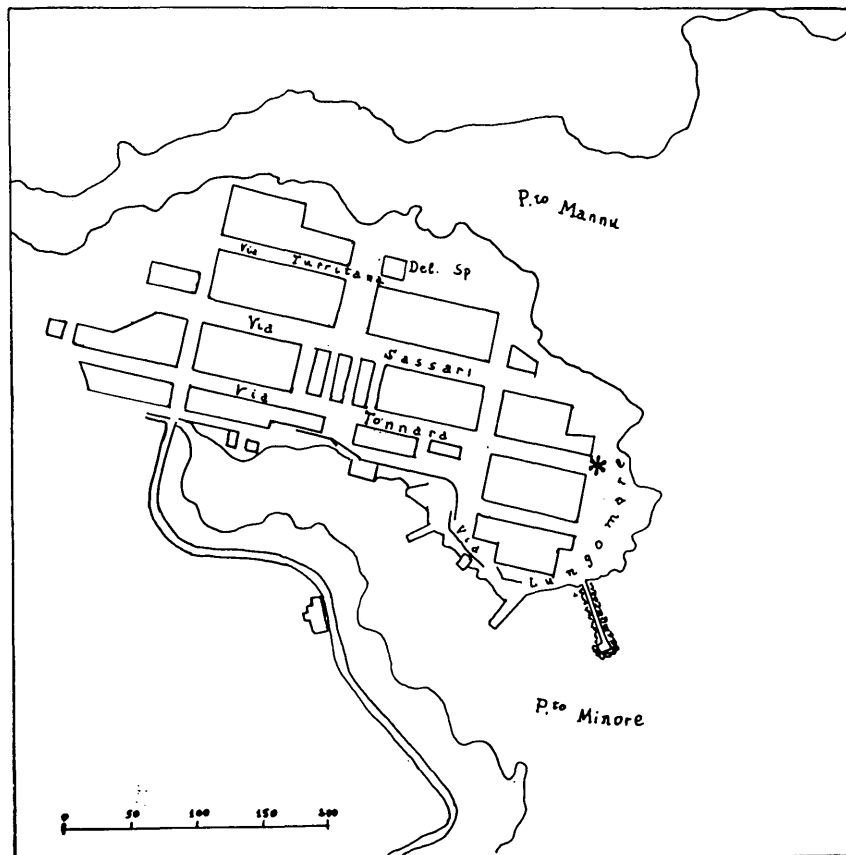 P.to Mannu
Via Turritana
Del. Sp
Via Sassari
Via Tonnara
Via Lungomare
P.to Minore
0 50 100 150 200